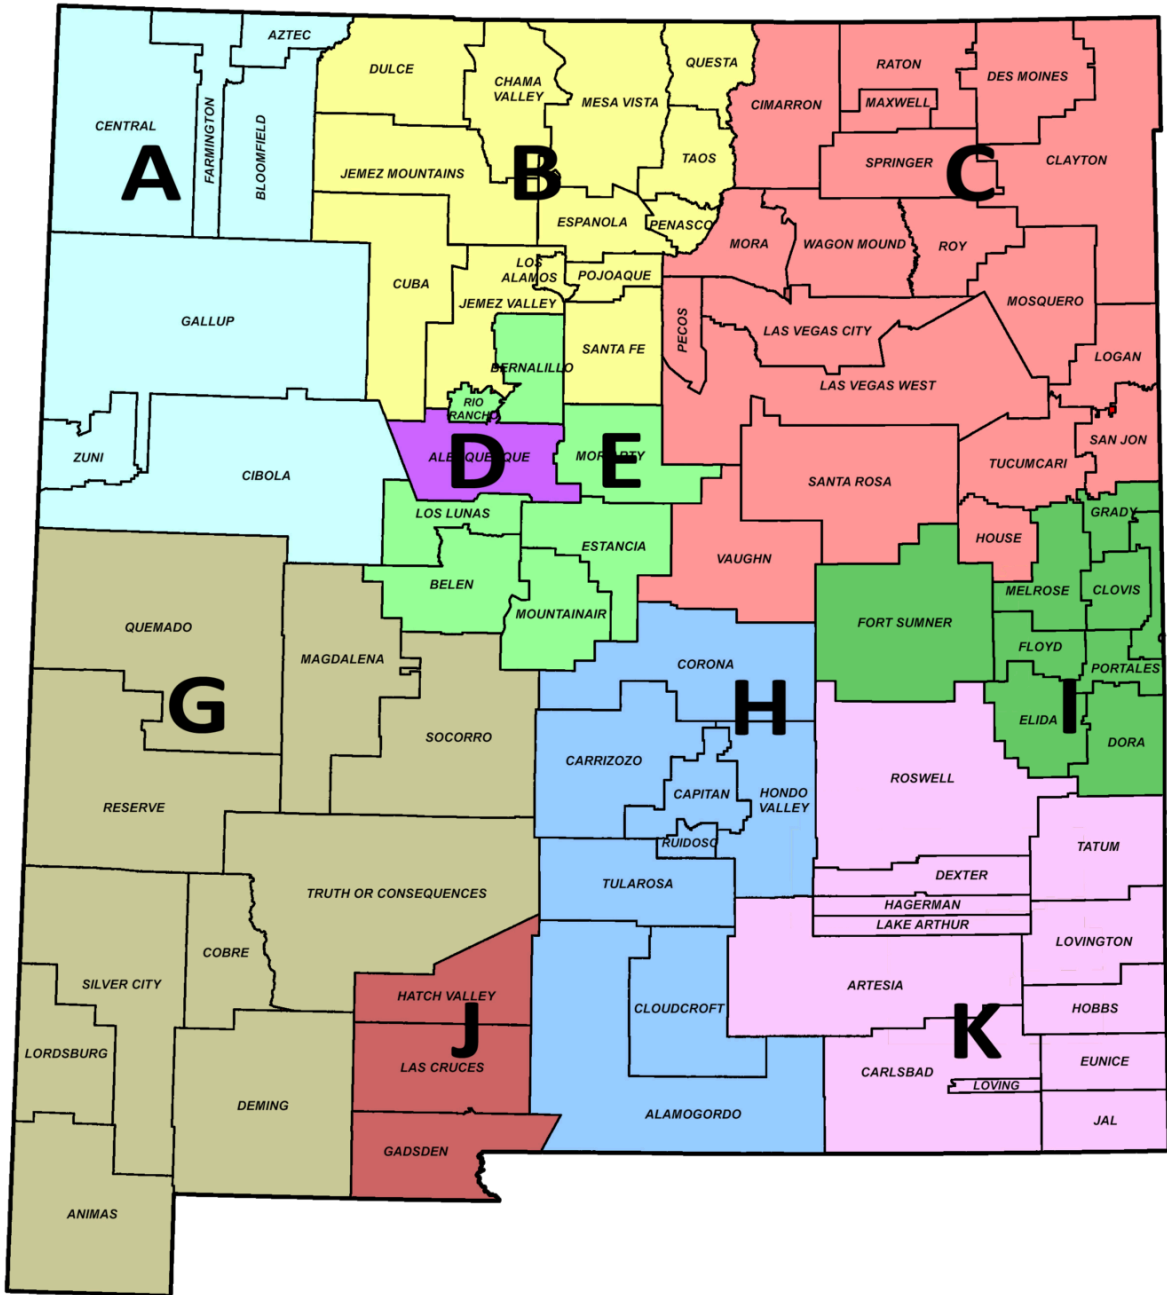 AZTEC
CENTRAL
FARMINGTON
BLOOMFIELD
A
GALLUP
ZUNI
CIBOLA
DULCE
CHAMA
VALLEY
MESA VISTA
QUESTA
TAOS
JEMEZ MOUNTAINS
B
ESPANOLA
PENASCO
CUBA
LOS
ALAMOS
POJOAQUE
JEMEZ VALLEY
SANTA FE
CIMARRON
RATON
MAXWELL
DES MOINES
SPRINGER
C
CLAYTON
MORA
WAGON MOUND
ROY
MOSQUERO
PECOS
LAS VEGAS CITY
LAS VEGAS WEST
LOGAN
SAN JON
TUCUMCARI
SANTA ROSA
HOUSE
VAUGHN
BERNALILLO
RIO
RANCHO
ALBUQUERQUE
D
MORIARTY
E
LOS LUNAS
ESTANCIA
BELEN
MOUNTAINAIR
QUEMADO
MAGDALENA
G
SOCORRO
RESERVE
TRUTH OR CONSEQUENCES
COBRE
SILVER CITY
LORDSBURG
DEMING
ANIMAS
CORONA
H
CARRIZOZO
CAPITAN
HONDO
VALLEY
RUIDOSO
TULAROSA
CLOUDCROFT
ALAMOGORDO
GRADY
MELROSE
CLOVIS
FORT SUMNER
FLOYD
PORTALES
ELIDA
I
DORA
HATCH VALLEY
J
LAS CRUCES
GADSDEN
ROSWELL
TATUM
DEXTER
HAGERMAN
LAKE ARTHUR
LOVINGTON
ARTESIA
HOBBS
K
CARLSBAD
LOVING
EUNICE
JAL